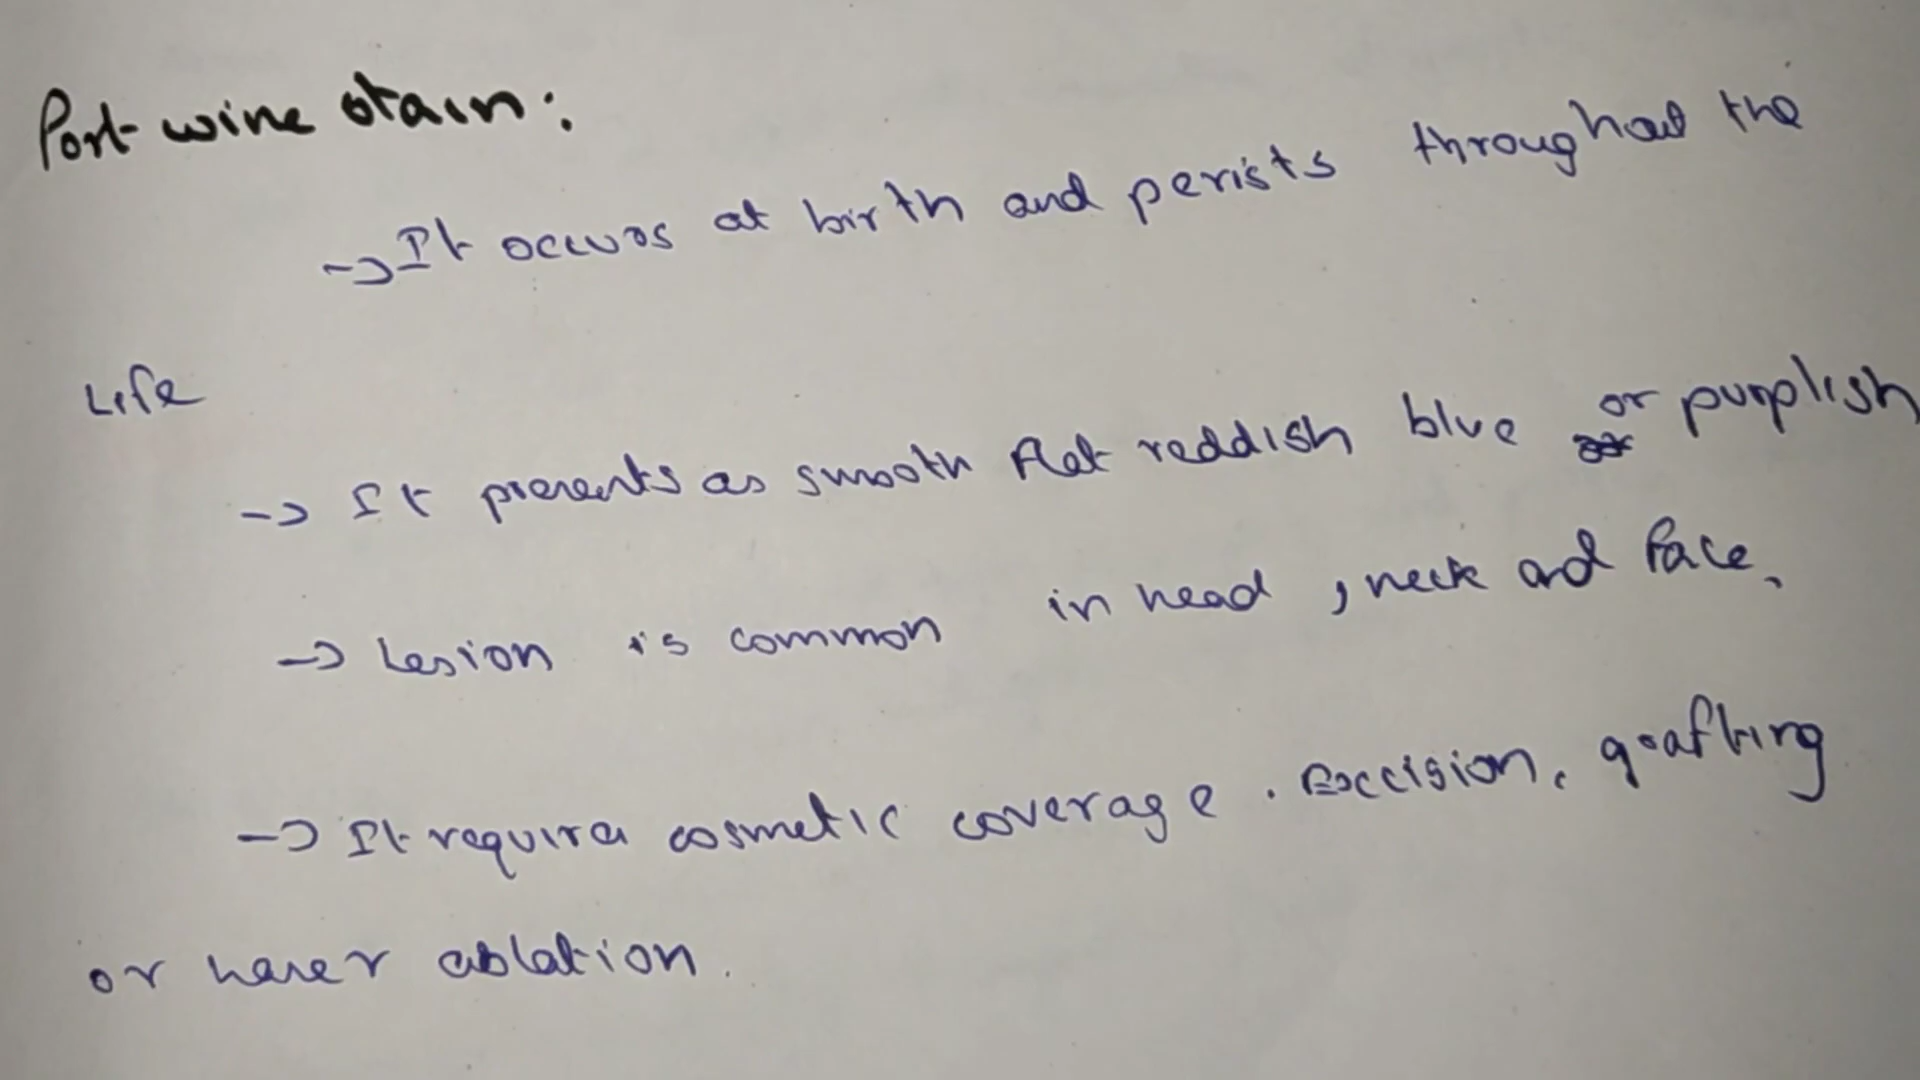 Port wine stain:
→ It occurs at birth and perists throughout the
Life
→ It presents as smooth flat reddish blue or purplish
→ Lesion is common in head, neck and face.
→ It requires cosmetic coverage. Excision, grafting
or laser ablation.